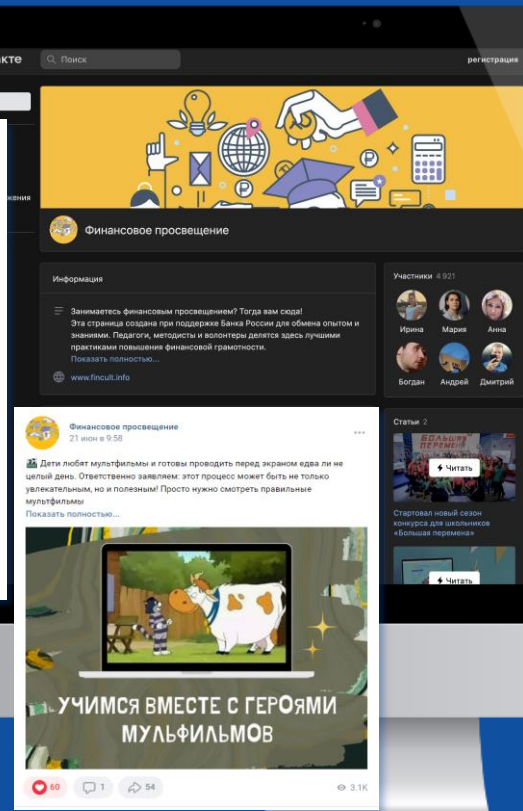 акте
Поиск
регистрация
жения
Финансовое просвещение
Информация
Занимаетесь финансовым просвещением? Тогда вам сюда!
Эта страница создана при поддержке Банка России для обмена опытом и
знаниями. Педагоги, методисты и волонтеры делятся здесь лучшими
практиками повышения финансовой грамотности.
Показать полностью...
www.fincult.info
Участники 4 921
Ирина
Мария
Анна
Богдан
Андрей
Дмитрий
Статьи 2
БОЛЬШАЯ
ПЕРЕМЕНА
Читать
Стартовал новый сезон
конкурса для школьников
«Большая перемена»
Читать
Финансовое просвещение
21 июн в 9:58
Дети любят мультфильмы и готовы проводить перед экраном едва ли не
целый день. Ответственно заявляем: этот процесс может быть не только
увлекательным, но и полезным! Просто нужно смотреть правильные
мультфильмы
Показать полностью...
УЧИМСЯ ВМЕСТЕ С ГЕРОЯМИ
МУЛЬФИЛЬМОВ
60
1
54
3.1K